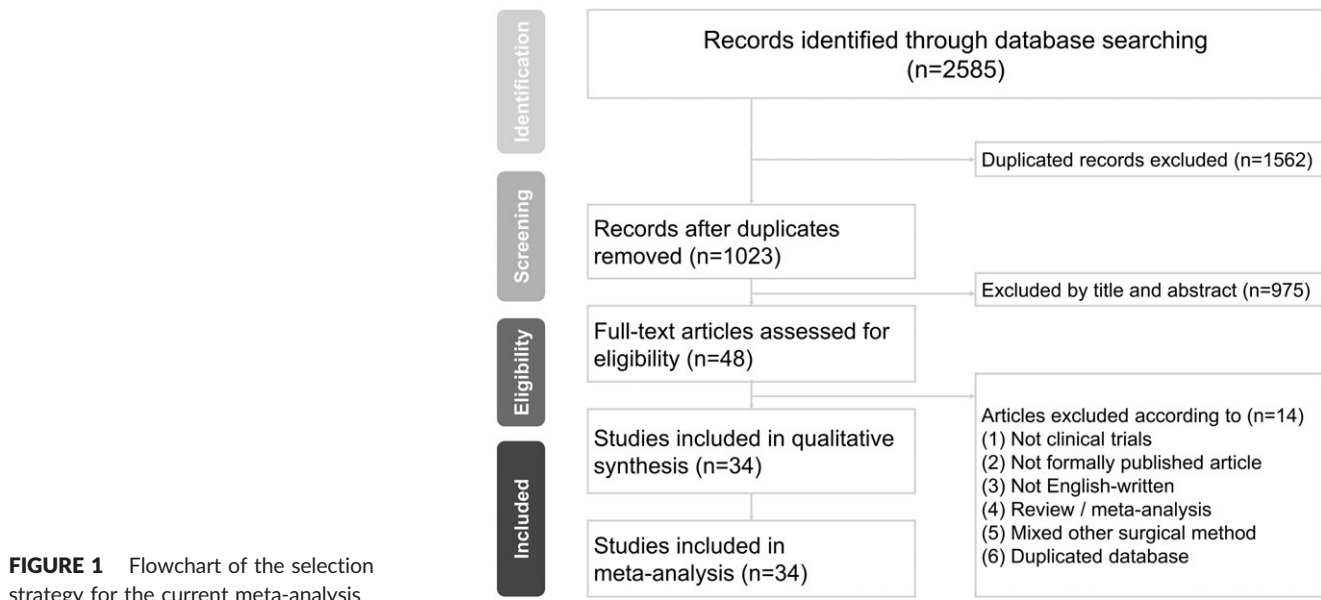 Identification
Records identified through database searching
(n=2585)
Duplicated records excluded (n=1562)
Screening
Records after duplicates
removed (n=1023)
Excluded by title and abstract (n=975)
Eligibility
Full-text articles assessed for
eligibility (n=48)
Articles excluded according to (n=14)
(1) Not clinical trials
(2) Not formally published article
(3) Not English-written
(4) Review / meta-analysis
(5) Mixed other surgical method
(6) Duplicated database
Included
Studies included in qualitative
synthesis (n=34)
Studies included in
meta-analysis (n=34)
FIGURE 1 Flowchart of the selection
strategy for the current meta-analysis